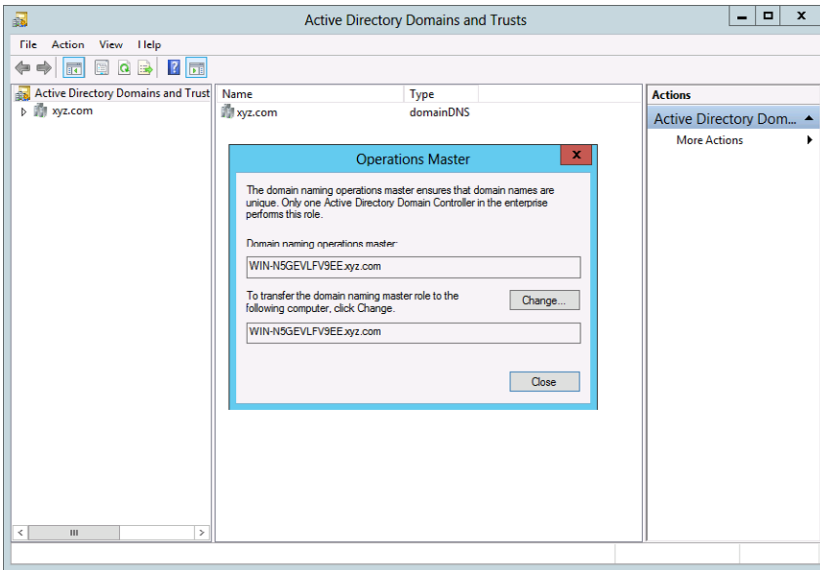 Active Directory Domains and Trusts
File Action View Help
Active Directory Domains and Trust
xyz.com
Name Type
xyz.com domainDNS
Actions
Active Directory Dom...
More Actions
Operations Master
The domain naming operations master ensures that domain names are
unique. Only one Active Directory Domain Controller in the enterprise
performs this role.
Domain naming operations master:
WIN-N5GEVLFV9EE.xyz.com
To transfer the domain naming master role to the
following computer, click Change.
Change...
WIN-N5GEVLFV9EE.xyz.com
Close